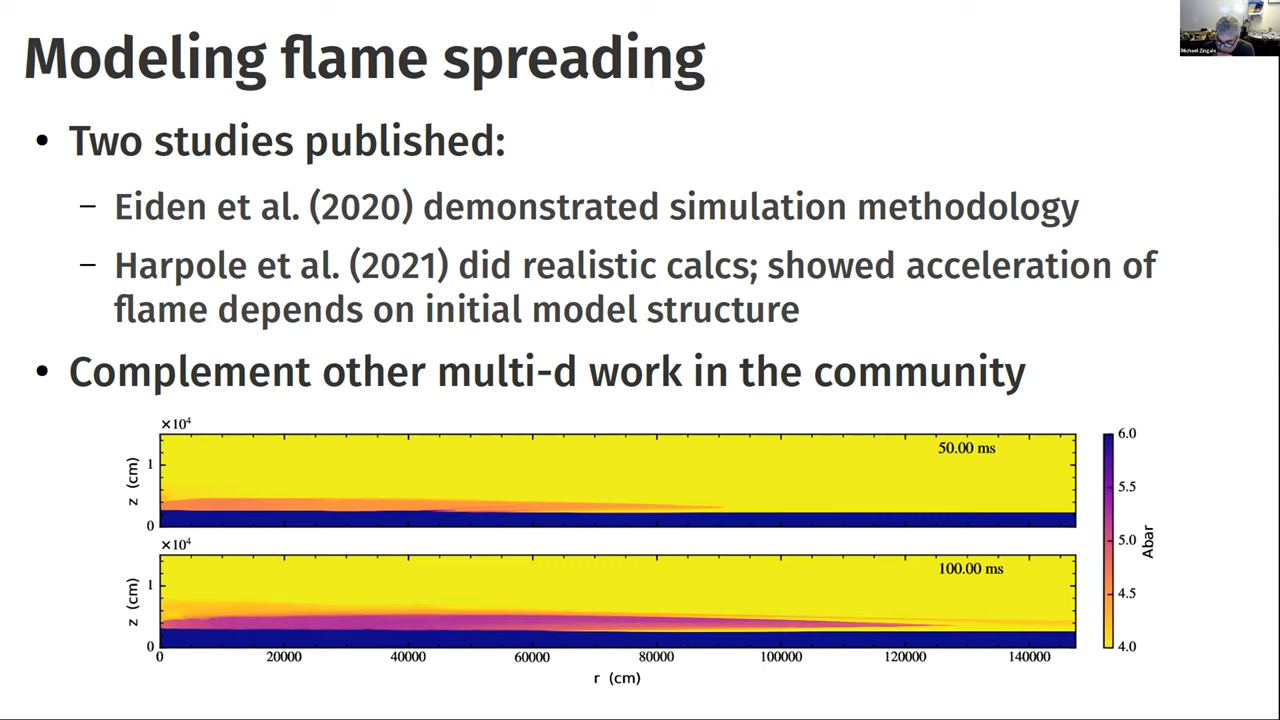 Modeling flame spreading
Michael Zingale
• Two studies published:
– Eiden et al. (2020) demonstrated simulation methodology
– Harpole et al. (2021) did realistic calcs; showed acceleration of
flame depends on initial model structure
• Complement other multi-d work in the community
×10⁴
z (cm)
1
0
50.00 ms
×10⁴
z (cm)
1
0
100.00 ms
0 20000 40000 60000 80000 100000 120000 140000
r (cm)
6.0
5.5
5.0
4.5
4.0
Abar